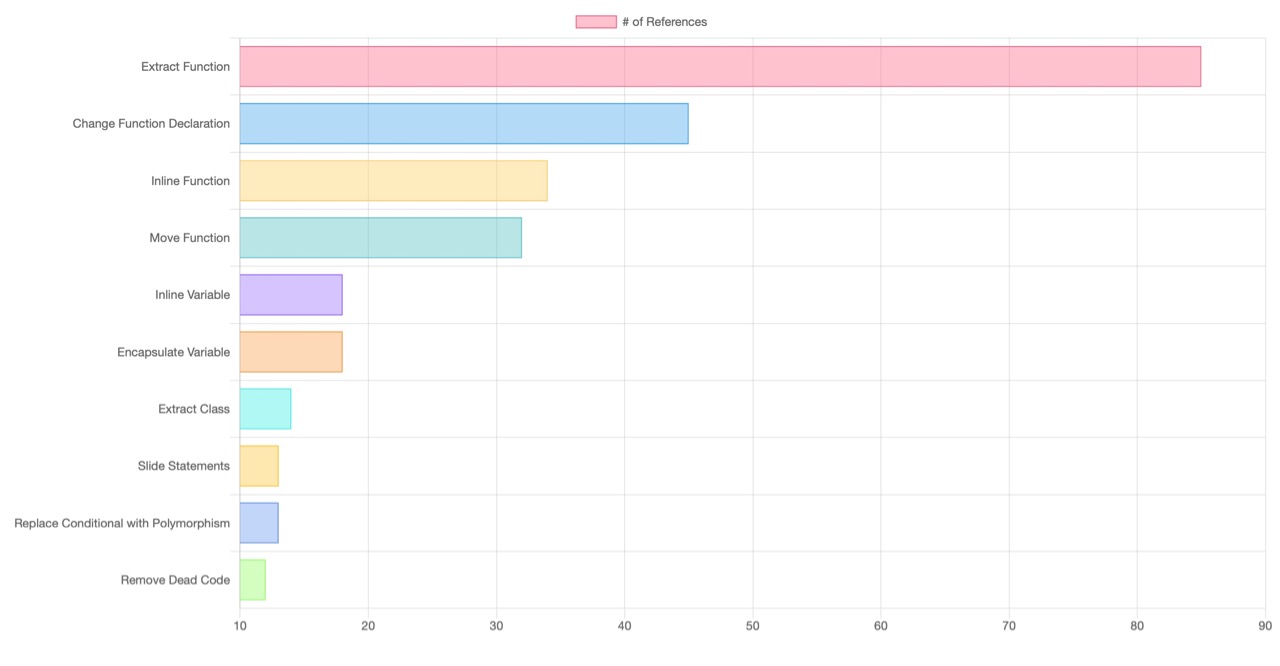 # of References
Extract Function
Change Function Declaration
Inline Function
Move Function
Inline Variable
Encapsulate Variable
Extract Class
Slide Statements
Replace Conditional with Polymorphism
Remove Dead Code
10 20 30 40 50 60 70 80 90